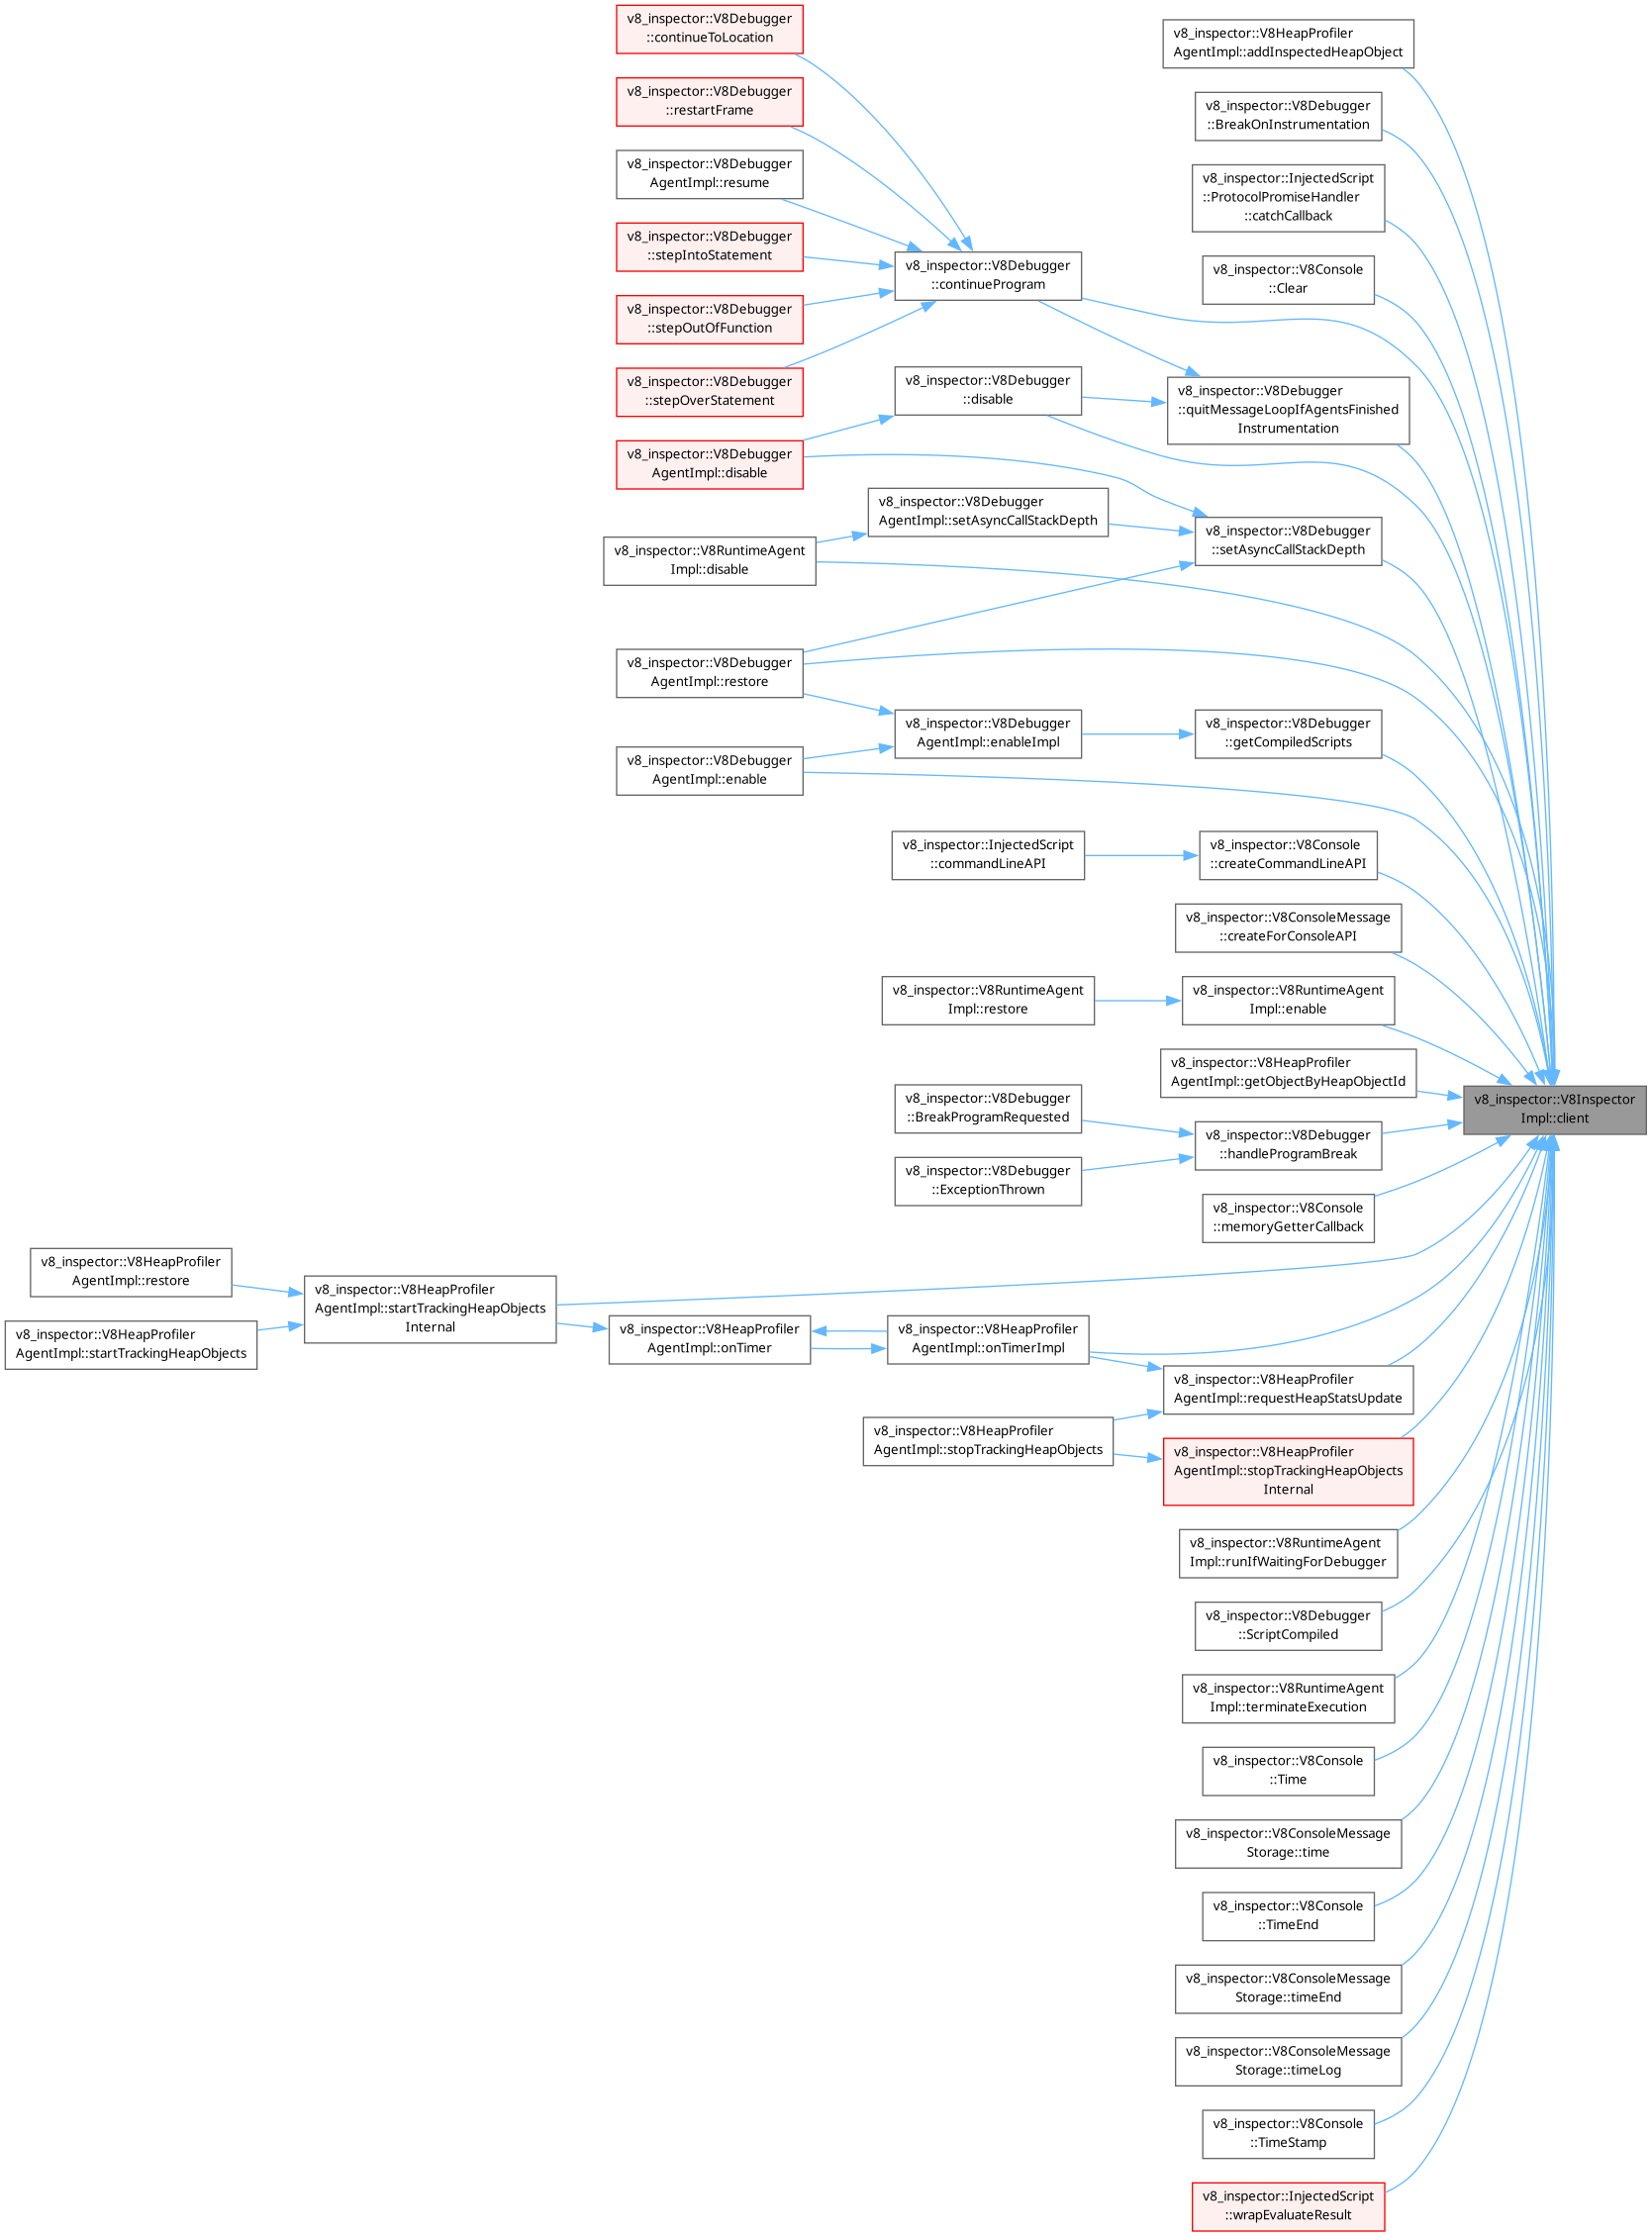 v8_inspector::V8Debugger
::continueToLocation
v8_inspector::V8Debugger
::restartFrame
v8_inspector::V8Debugger
AgentImpl::resume
v8_inspector::V8Debugger
::stepIntoStatement
v8_inspector::V8Debugger
::stepOutOfFunction
v8_inspector::V8Debugger
::stepOverStatement
v8_inspector::V8Debugger
AgentImpl::disable
v8_inspector::V8RuntimeAgent
Impl::disable
v8_inspector::V8Debugger
AgentImpl::restore
v8_inspector::V8Debugger
AgentImpl::enable
v8_inspector::V8Debugger
::continueProgram
v8_inspector::V8Debugger
::disable
v8_inspector::V8Debugger
AgentImpl::setAsyncCallStackDepth
v8_inspector::V8Debugger
AgentImpl::enableImpl
v8_inspector::InjectedScript
::commandLineAPI
v8_inspector::V8RuntimeAgent
Impl::restore
v8_inspector::V8Debugger
::BreakProgramRequested
v8_inspector::V8Debugger
::ExceptionThrown
v8_inspector::V8HeapProfiler
AgentImpl::restore
v8_inspector::V8HeapProfiler
AgentImpl::startTrackingHeapObjects
v8_inspector::V8HeapProfiler
AgentImpl::startTrackingHeapObjects
Internal
v8_inspector::V8HeapProfiler
AgentImpl::onTimer
v8_inspector::V8HeapProfiler
AgentImpl::onTimerImpl
v8_inspector::V8HeapProfiler
AgentImpl::stopTrackingHeapObjects
v8_inspector::V8HeapProfiler
AgentImpl::addInspectedHeapObject
v8_inspector::V8Debugger
::BreakOnInstrumentation
v8_inspector::InjectedScript
::ProtocolPromiseHandler
::catchCallback
v8_inspector::V8Console
::Clear
v8_inspector::V8Debugger
::quitMessageLoopIfAgentsFinished
Instrumentation
v8_inspector::V8Debugger
::setAsyncCallStackDepth
v8_inspector::V8Debugger
::getCompiledScripts
v8_inspector::V8Console
::createCommandLineAPI
v8_inspector::V8ConsoleMessage
::createForConsoleAPI
v8_inspector::V8RuntimeAgent
Impl::enable
v8_inspector::V8HeapProfiler
AgentImpl::getObjectByHeapObjectId
v8_inspector::V8Debugger
::handleProgramBreak
v8_inspector::V8Console
::memoryGetterCallback
v8_inspector::V8HeapProfiler
AgentImpl::requestHeapStatsUpdate
v8_inspector::V8HeapProfiler
AgentImpl::stopTrackingHeapObjects
Internal
v8_inspector::V8RuntimeAgent
Impl::runIfWaitingForDebugger
v8_inspector::V8Debugger
::ScriptCompiled
v8_inspector::V8RuntimeAgent
Impl::terminateExecution
v8_inspector::V8Console
::Time
v8_inspector::V8ConsoleMessage
Storage::time
v8_inspector::V8Console
::TimeEnd
v8_inspector::V8ConsoleMessage
Storage::timeEnd
v8_inspector::V8ConsoleMessage
Storage::timeLog
v8_inspector::V8Console
::TimeStamp
v8_inspector::InjectedScript
::wrapEvaluateResult
v8_inspector::V8Inspector
Impl::client